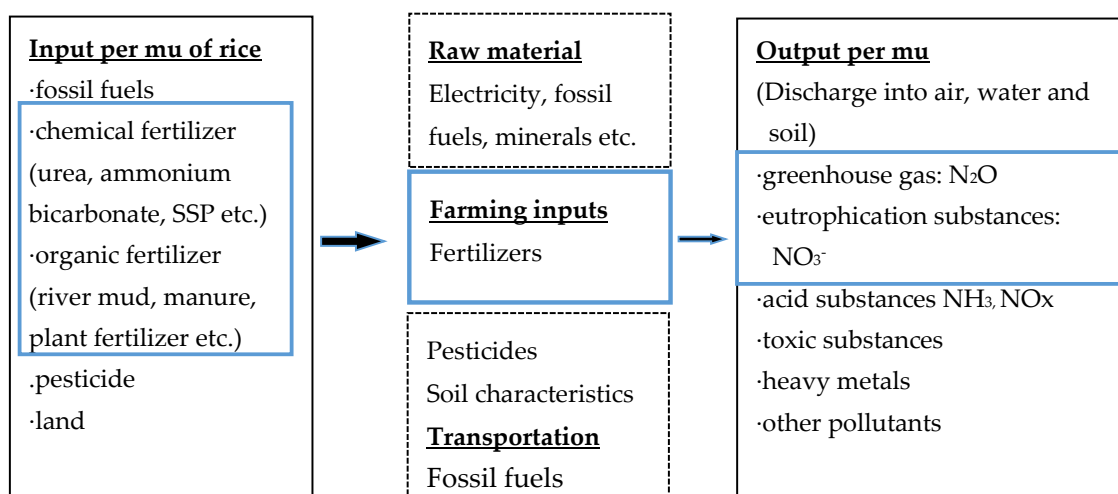 Input per mu of rice
·fossil fuels
·chemical fertilizer
(urea, ammonium
bicarbonate, SSP etc.)
·organic fertilizer
(river mud, manure,
plant fertilizer etc.)
.pesticide
·land
Raw material
Electricity, fossil
fuels, minerals etc.
Farming inputs
Fertilizers
Pesticides
Soil characteristics
Transportation
Fossil fuels
Output per mu
(Discharge into air, water and
soil)
·greenhouse gas: N₂O
·eutrophication substances:
NO₃⁻
·acid substances NH₃, NOx
·toxic substances
·heavy metals
·other pollutants